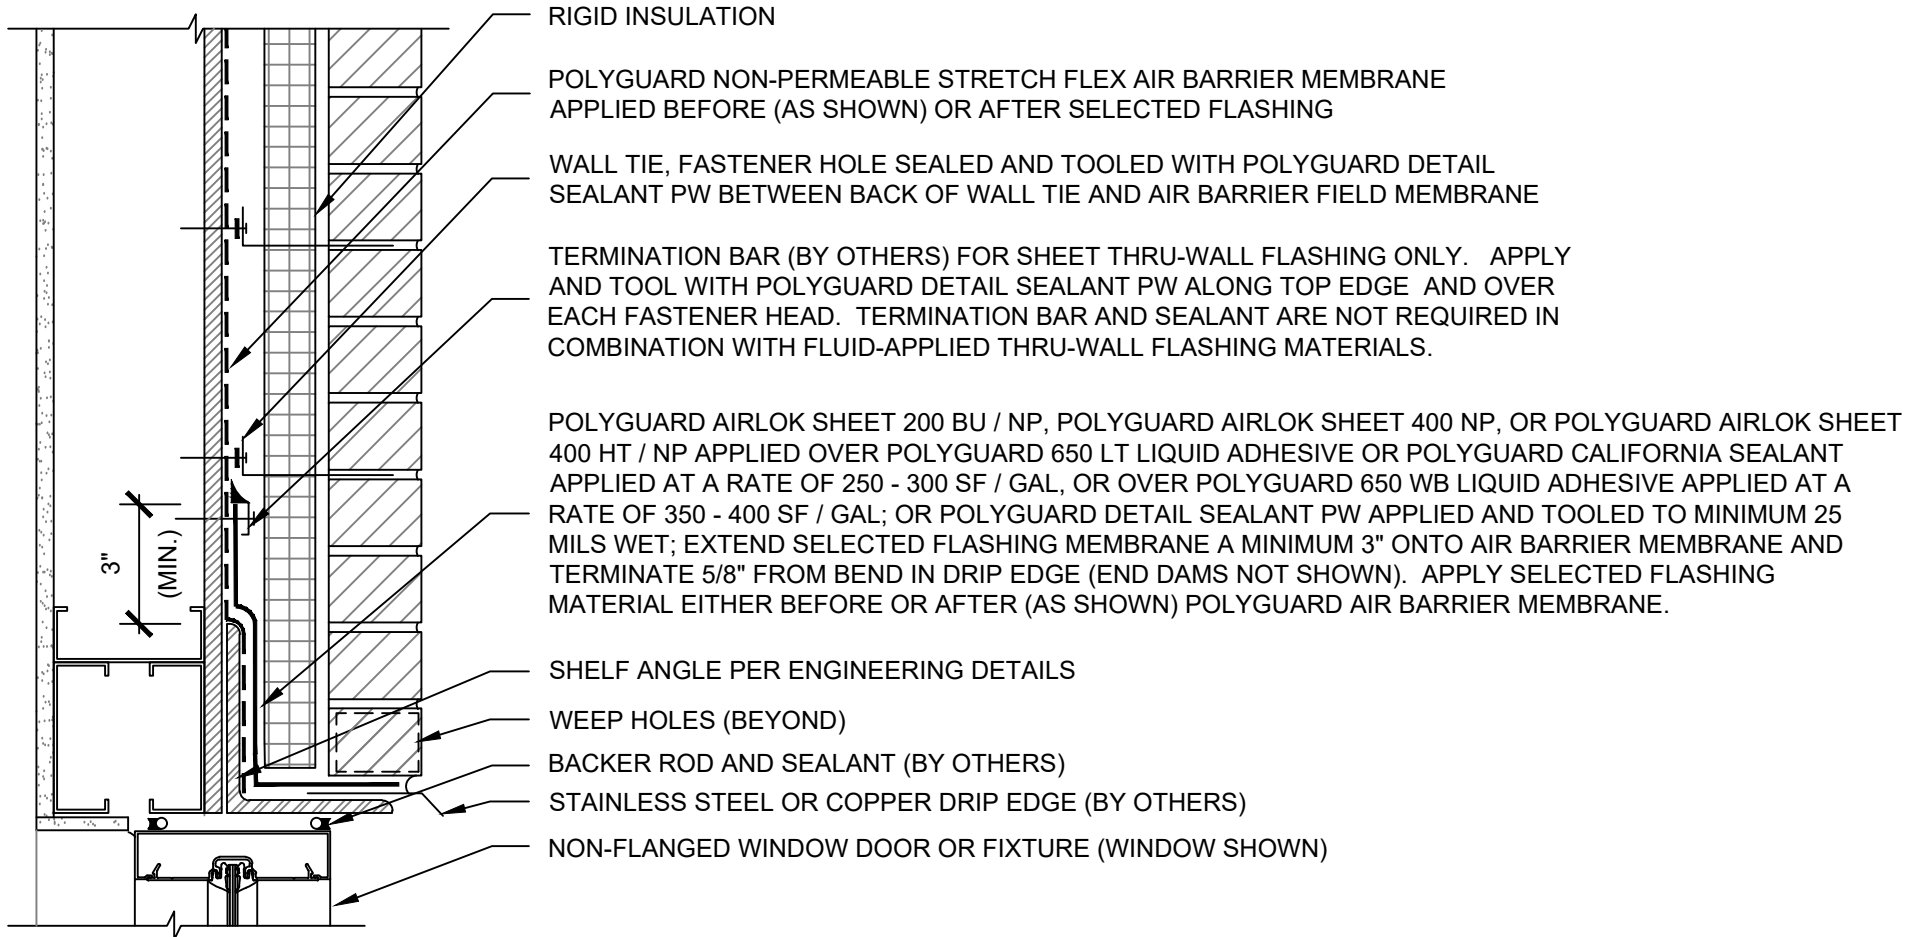 RIGID INSULATION
POLYGUARD NON-PERMEABLE STRETCH FLEX AIR BARRIER MEMBRANE
APPLIED BEFORE (AS SHOWN) OR AFTER SELECTED FLASHING
WALL TIE, FASTENER HOLE SEALED AND TOOLED WITH POLYGUARD DETAIL
SEALANT PW BETWEEN BACK OF WALL TIE AND AIR BARRIER FIELD MEMBRANE
TERMINATION BAR (BY OTHERS) FOR SHEET THRU-WALL FLASHING ONLY. APPLY
AND TOOL WITH POLYGUARD DETAIL SEALANT PW ALONG TOP EDGE AND OVER
EACH FASTENER HEAD. TERMINATION BAR AND SEALANT ARE NOT REQUIRED IN
COMBINATION WITH FLUID-APPLIED THRU-WALL FLASHING MATERIALS.
POLYGUARD AIRLOK SHEET 200 BU / NP, POLYGUARD AIRLOK SHEET 400 NP, OR POLYGUARD AIRLOK SHEET
400 HT / NP APPLIED OVER POLYGUARD 650 LT LIQUID ADHESIVE OR POLYGUARD CALIFORNIA SEALANT
APPLIED AT A RATE OF 250 - 300 SF / GAL, OR OVER POLYGUARD 650 WB LIQUID ADHESIVE APPLIED AT A
RATE OF 350 - 400 SF / GAL; OR POLYGUARD DETAIL SEALANT PW APPLIED AND TOOLED TO MINIMUM 25
MILS WET; EXTEND SELECTED FLASHING MEMBRANE A MINIMUM 3" ONTO AIR BARRIER MEMBRANE AND
TERMINATE 5/8" FROM BEND IN DRIP EDGE (END DAMS NOT SHOWN). APPLY SELECTED FLASHING
MATERIAL EITHER BEFORE OR AFTER (AS SHOWN) POLYGUARD AIR BARRIER MEMBRANE.
3"
(MIN.)
SHELF ANGLE PER ENGINEERING DETAILS
WEEP HOLES (BEYOND)
BACKER ROD AND SEALANT (BY OTHERS)
STAINLESS STEEL OR COPPER DRIP EDGE (BY OTHERS)
NON-FLANGED WINDOW DOOR OR FIXTURE (WINDOW SHOWN)